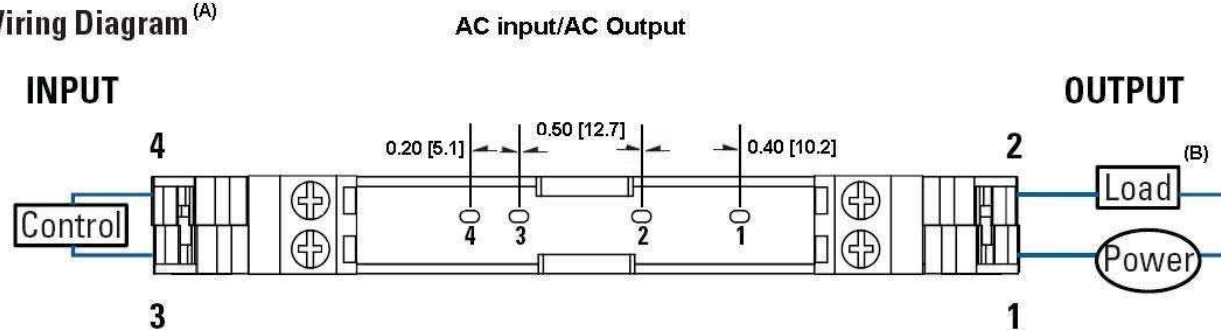 Wiring Diagram (A)
AC input/AC Output
INPUT
OUTPUT
4
0.20 [5.1]
0.50 [12.7]
0.40 [10.2]
2
(B)
Control
4
3
2
1
Load
Power
3
1